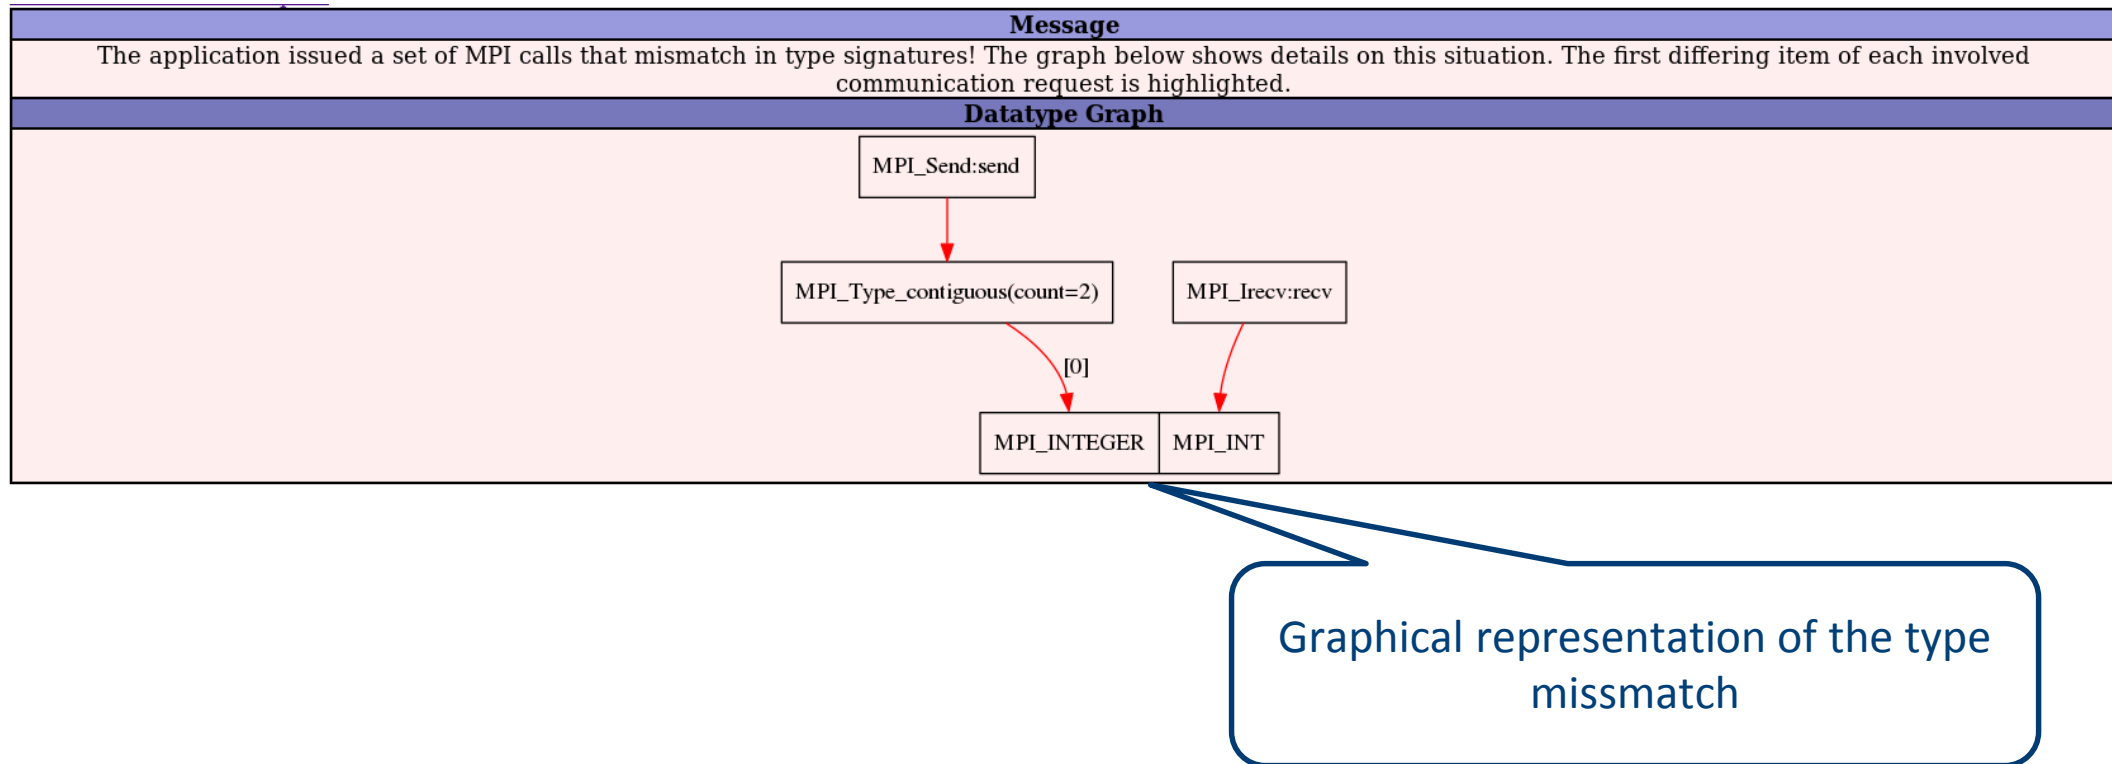 Message
The application issued a set of MPI calls that mismatch in type signatures! The graph below shows details on this situation. The first differing item of each involved
communication request is highlighted.
Datatype Graph
MPI_Send:send
MPI_Type_contiguous(count=2)
MPI_Irecv:recv
[0]
MPI_INTEGER
MPI_INT
Graphical representation of the type
missmatch